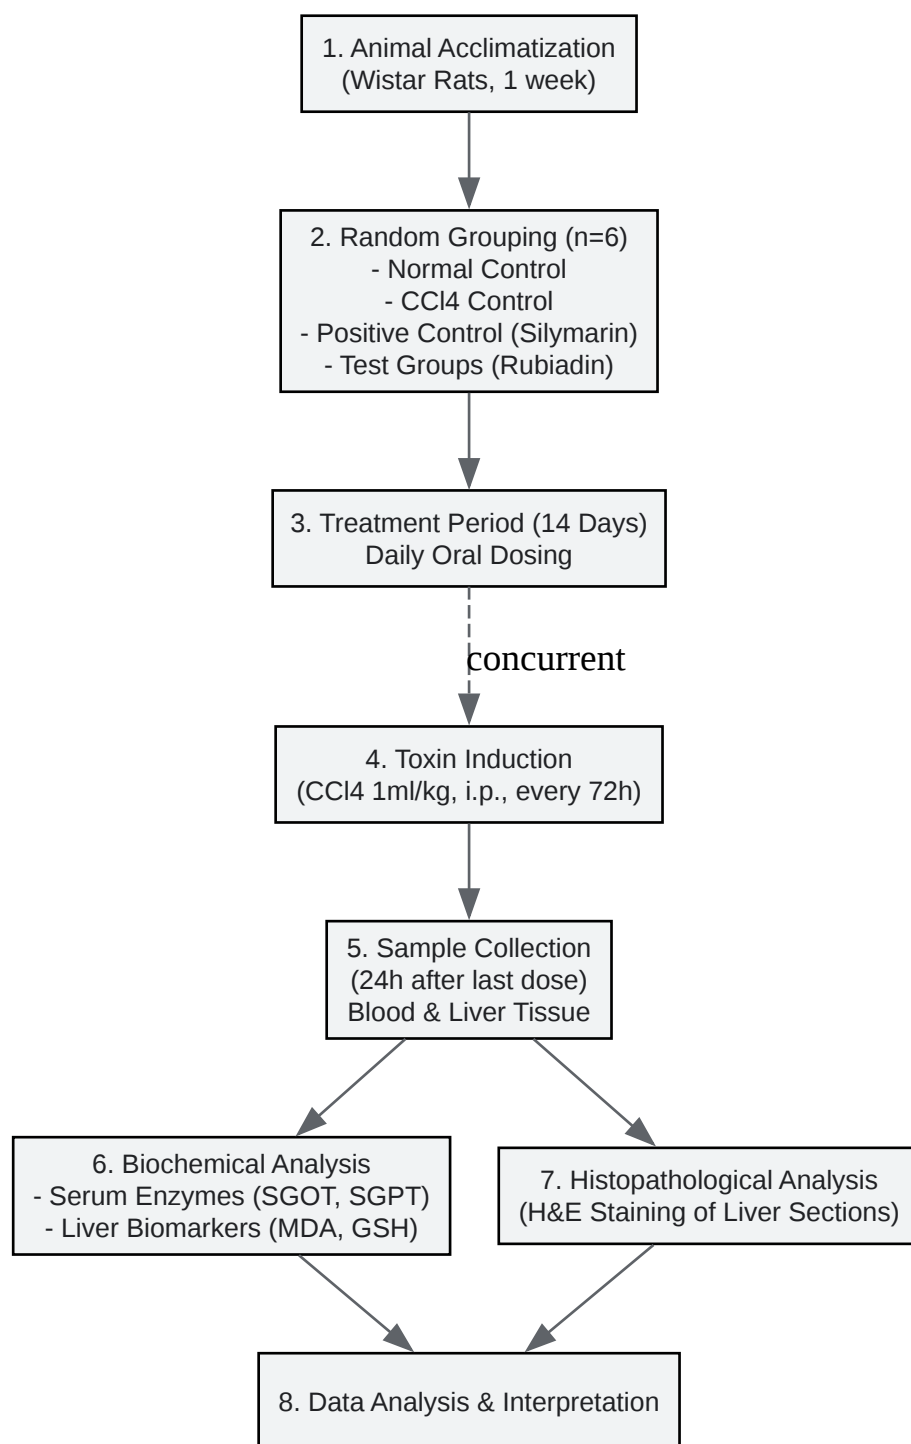 1. Animal Acclimatization
(Wistar Rats, 1 week)
2. Random Grouping (n=6)
- Normal Control
- CCl4 Control
- Positive Control (Silymarin)
- Test Groups (Rubiadin)
3. Treatment Period (14 Days)
Daily Oral Dosing
concurrent
4. Toxin Induction
(CCl4 1ml/kg, i.p., every 72h)
5. Sample Collection
(24h after last dose)
Blood & Liver Tissue
6. Biochemical Analysis
- Serum Enzymes (SGOT, SGPT)
- Liver Biomarkers (MDA, GSH)
7. Histopathological Analysis
(H&E Staining of Liver Sections)
8. Data Analysis & Interpretation